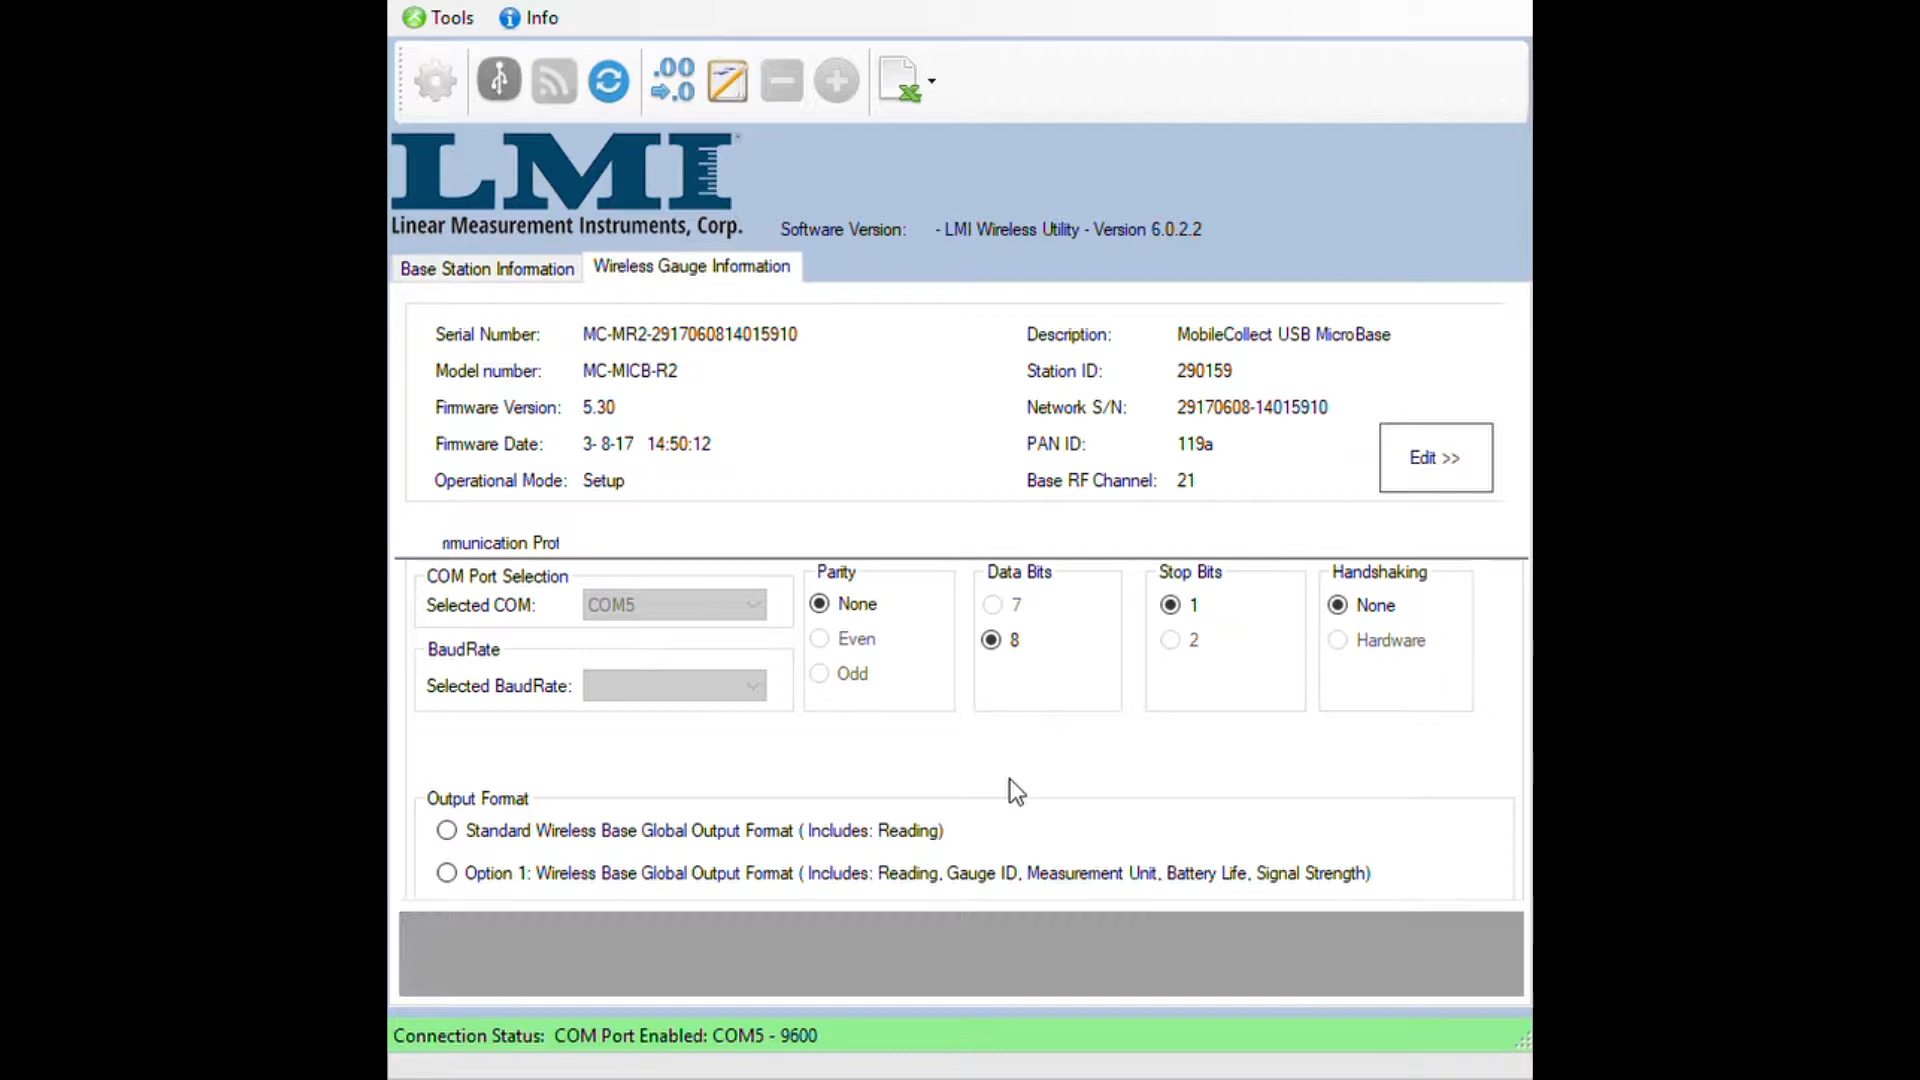 Tools Info
.00
.0
LMI
Linear Measurement Instruments, Corp.
Software Version: - LMI Wireless Utility - Version 6.0.2.2
Base Station Information Wireless Gauge Information
Serial Number: MC-MR2-2917060814015910 Description: MobileCollect USB MicroBase
Model number: MC-MICB-R2 Station ID: 290159
Firmware Version: 5.30 Network S/N: 29170608-14015910
Firmware Date: 3- 8-17 14:50:12 PAN ID: 119a
Edit >>
Operational Mode: Setup Base RF Channel: 21
nmunication Prot
COM Port Selection Parity Data Bits Stop Bits Handshaking
Selected COM: COM5 None 7 1 None
Even 8 2 Hardware
BaudRate
Odd
Selected BaudRate:
Output Format
Standard Wireless Base Global Output Format ( Includes: Reading)
Option 1: Wireless Base Global Output Format ( Includes: Reading, Gauge ID, Measurement Unit, Battery Life, Signal Strength)
Connection Status: COM Port Enabled: COM5 - 9600